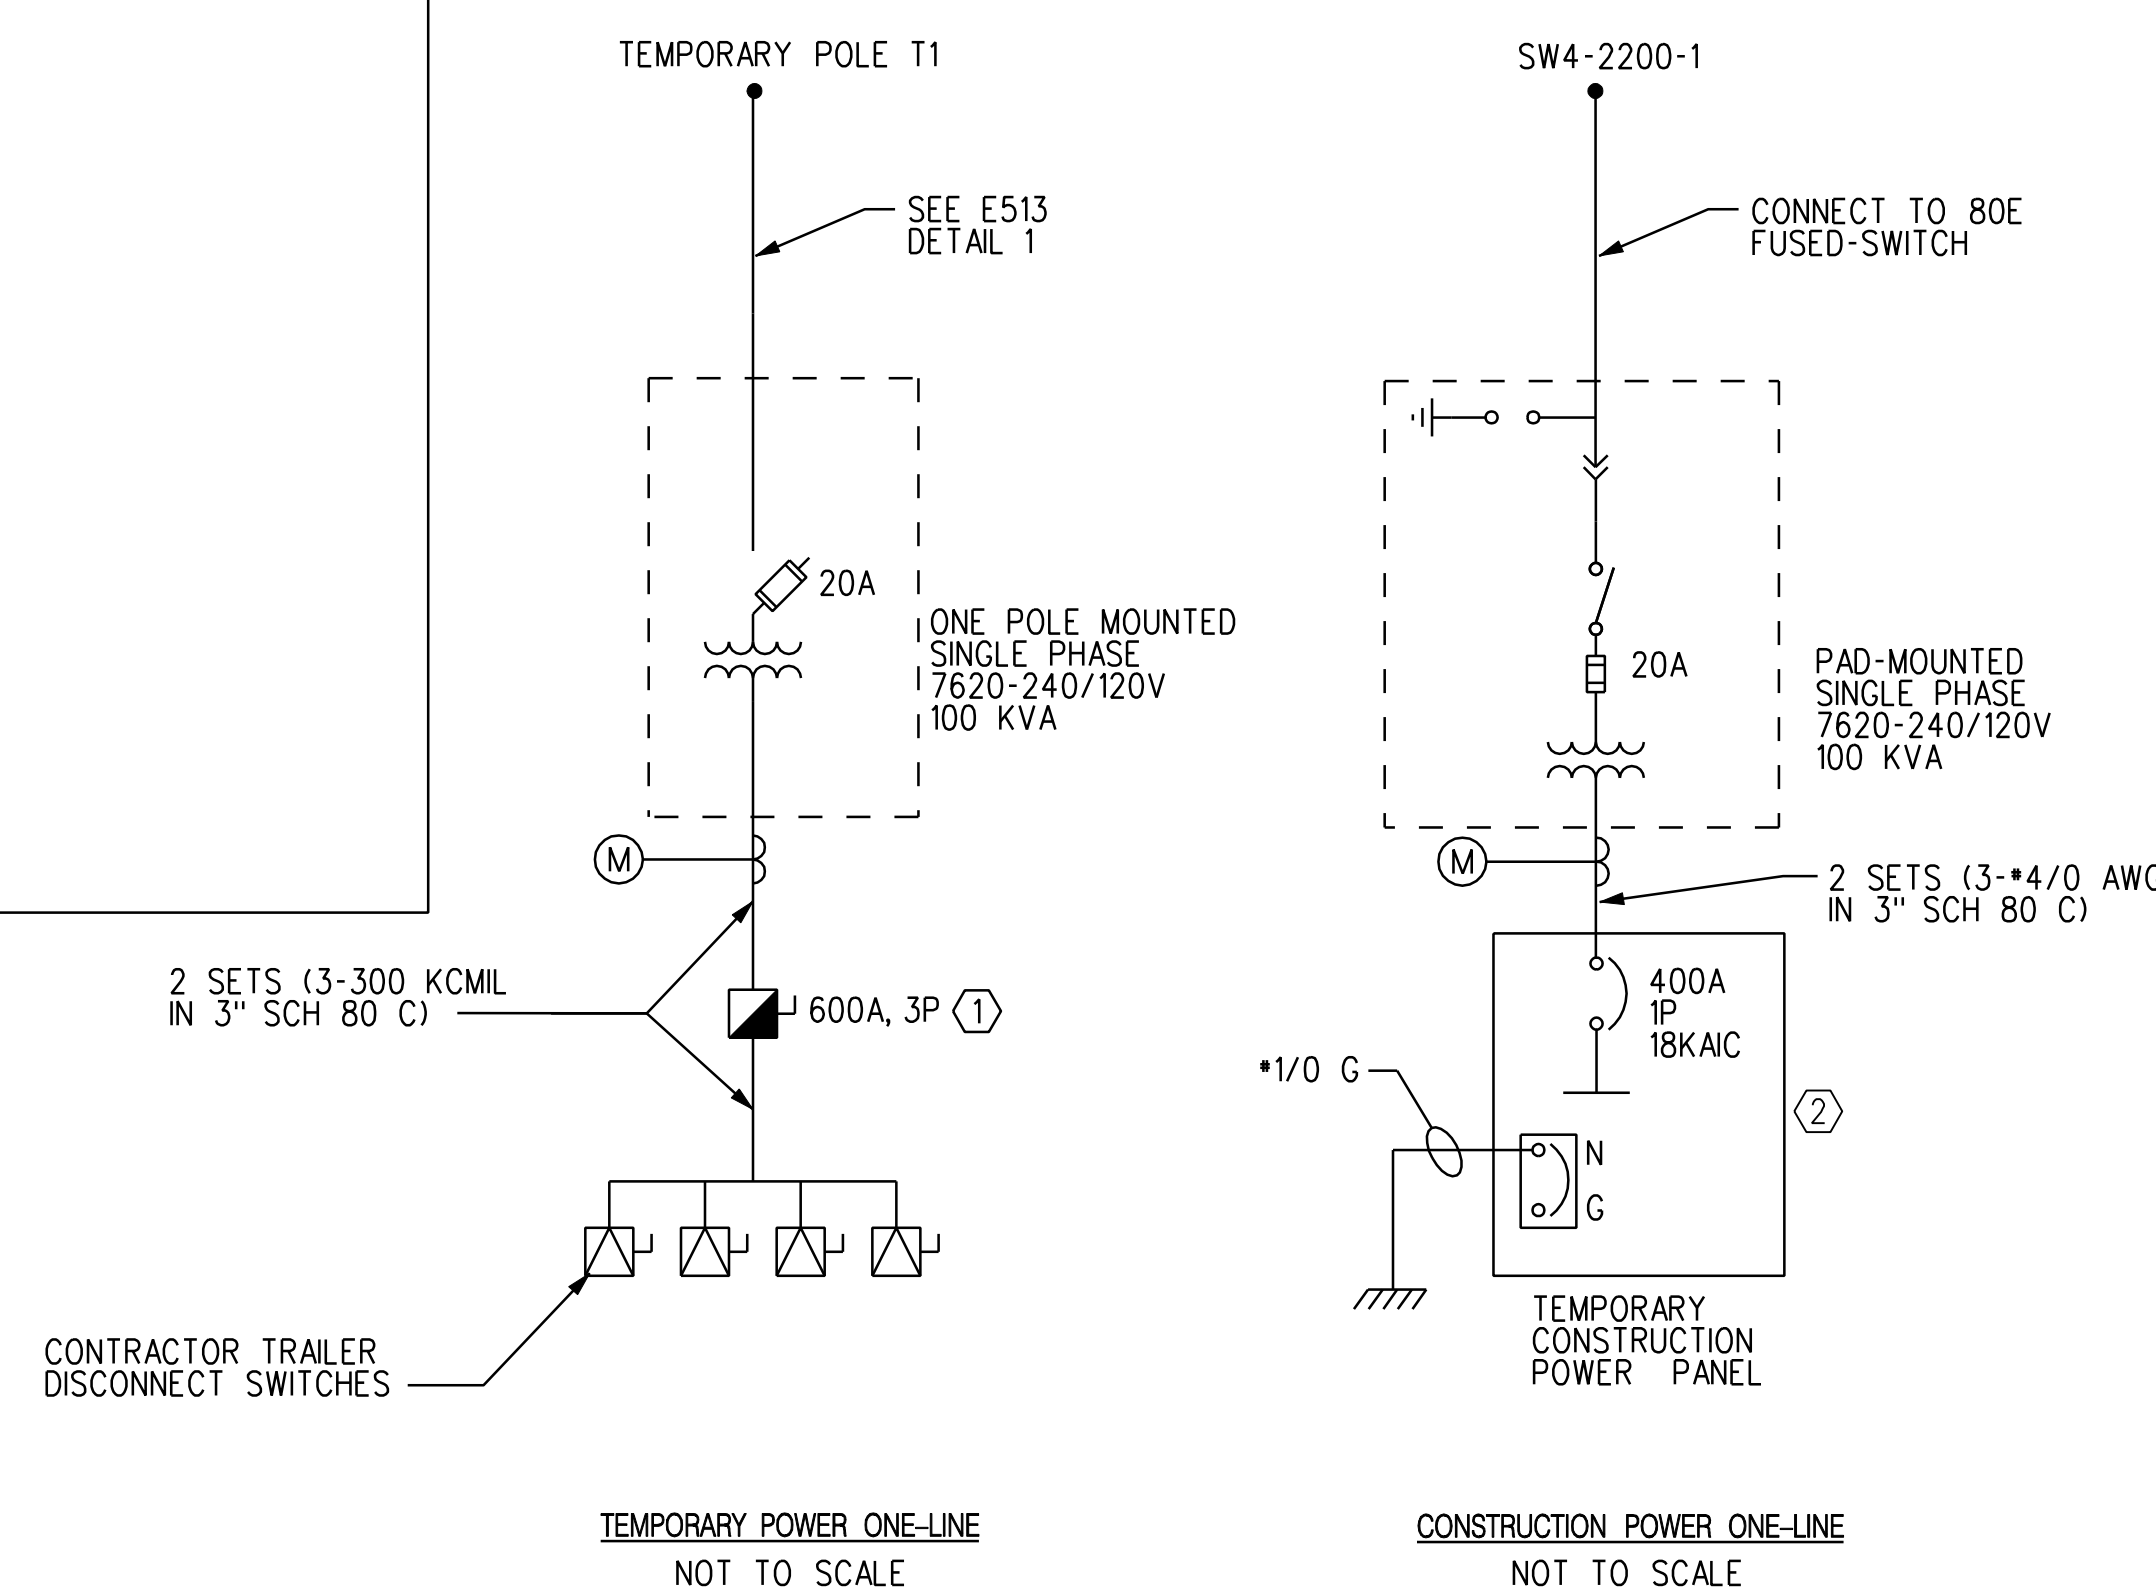 TEMPORARY POLE T1
SEE E513
DETAIL 1
20A
ONE POLE MOUNTED
SINGLE PHASE
7620-240/120V
100 KVA
M
2 SETS (3-300 KCMIL
IN 3" SCH 80 C)
600A, 3P
1
CONTRACTOR TRAILER
DISCONNECT SWITCHES
TEMPORARY POWER ONE-LINE
NOT TO SCALE
SW4-2200-1
CONNECT TO 80E
FUSED-SWITCH
20A
PAD-MOUNTED
SINGLE PHASE
7620-240/120V
100 KVA
M
2 SETS (3-#4/0
IN 3" SCH 80 C)
400A
1P
18KAIC
#1/0 G
2
N
G
TEMPORARY
CONSTRUCTION
POWER PANEL
CONSTRUCTION POWER ONE-LINE
NOT TO SCALE